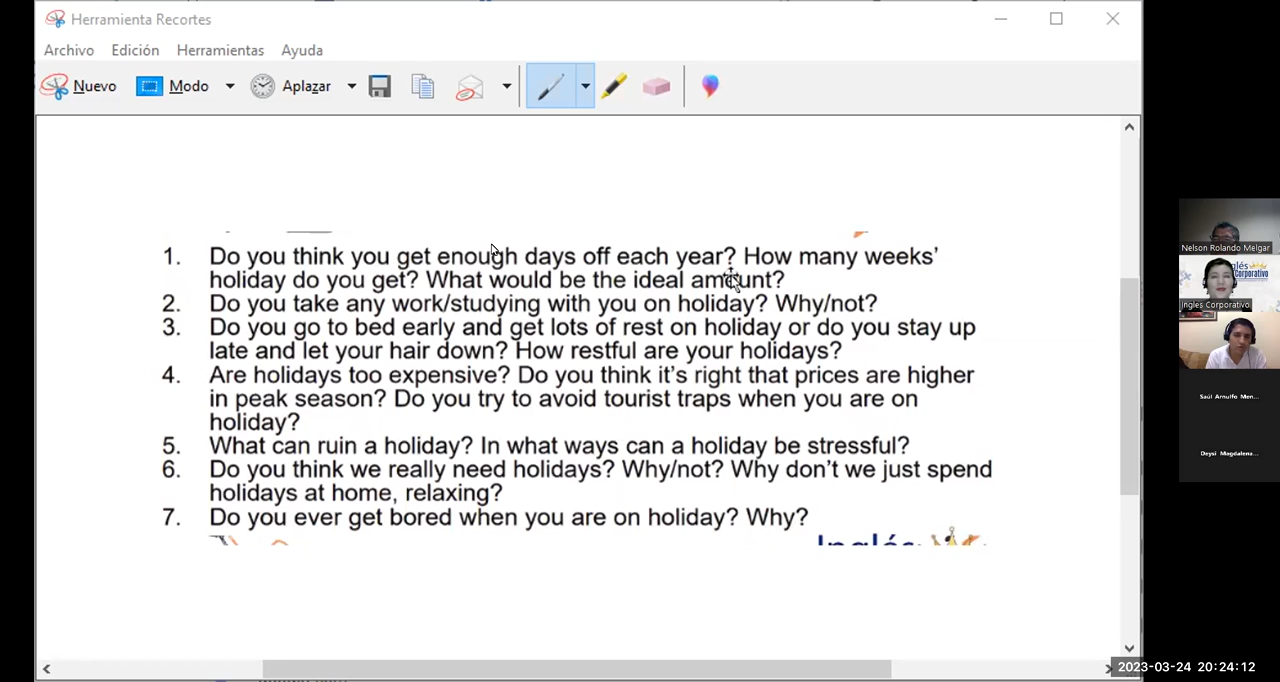 Herramienta Recortes
Archivo Edición Herramientas Ayuda
Nuevo Modo Aplazar
1. Do you think you get enough days off each year? How many weeks'
holiday do you get? What would be the ideal amount?
2. Do you take any work/studying with you on holiday? Why/not?
3. Do you go to bed early and get lots of rest on holiday or do you stay up
late and let your hair down? How restful are your holidays?
4. Are holidays too expensive? Do you think it's right that prices are higher
in peak season? Do you try to avoid tourist traps when you are on
holiday?
5. What can ruin a holiday? In what ways can a holiday be stressful?
6. Do you think we really need holidays? Why/not? Why don't we just spend
holidays at home, relaxing?
7. Do you ever get bored when you are on holiday? Why?
Inglés
Nelson Rolando Melgar
Inglés Corporativo
Saúl Arnulfo Men...
Deysi Magdalena...
2023-03-24 20:24:12